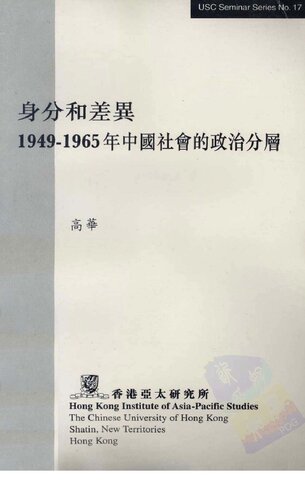 USC Seminar Series No. 17
身分和差異
1949-1965年中國社會的政治分層
高華
香港亞太研究所
Hong Kong Institute of Asia-Pacific Studies
The Chinese University of Hong Kong
Shatin, New Territories
Hong Kong